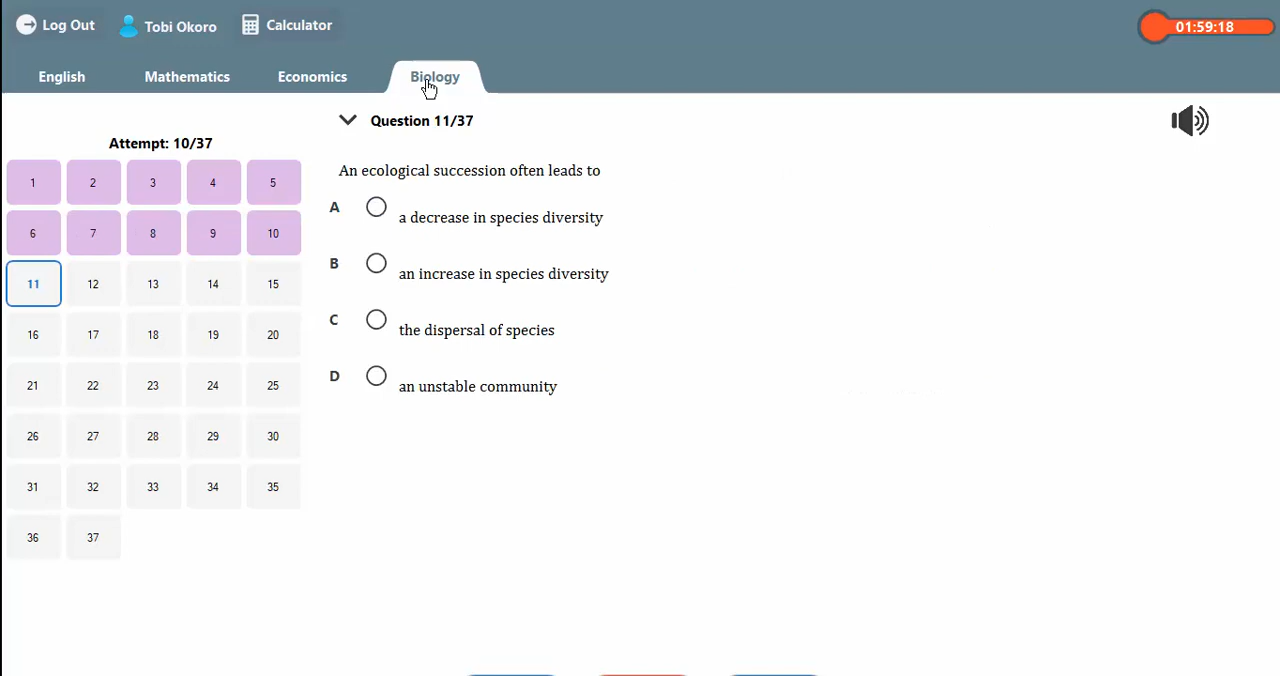 Log Out Tobi Okoro Calculator 01:59:18
English Mathematics Economics Biology
Question 11/37
Attempt: 10/37
An ecological succession often leads to
A a decrease in species diversity
B an increase in species diversity
C the dispersal of species
D an unstable community
1 2 3 4 5
6 7 8 9 10
11 12 13 14 15
16 17 18 19 20
21 22 23 24 25
26 27 28 29 30
31 32 33 34 35
36 37